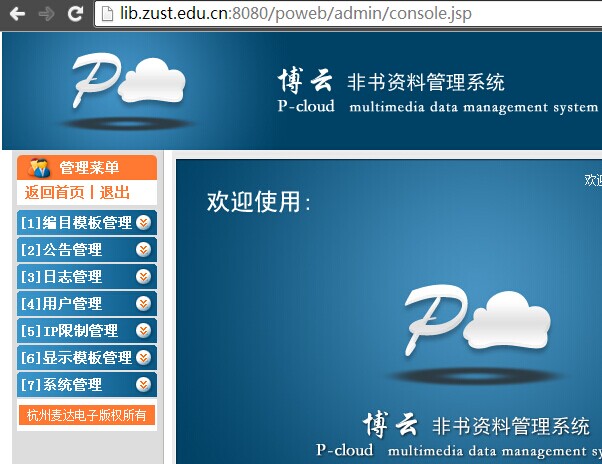 lib.zust.edu.cn:8080/poweb/admin/console.jsp
P
博云 非书资料管理系统
P-cloud multimedia data management system
管理菜单
返回首页 | 退出
欢
欢迎使用:
[1]编目模板管理
[2]公告管理
[3]日志管理
[4]用户管理
[5]IP限制管理
[6]显示模板管理
[7]系统管理
杭州麦达电子版权所有
P
博云 非书资料管理系统
P-cloud multimedia data management sy